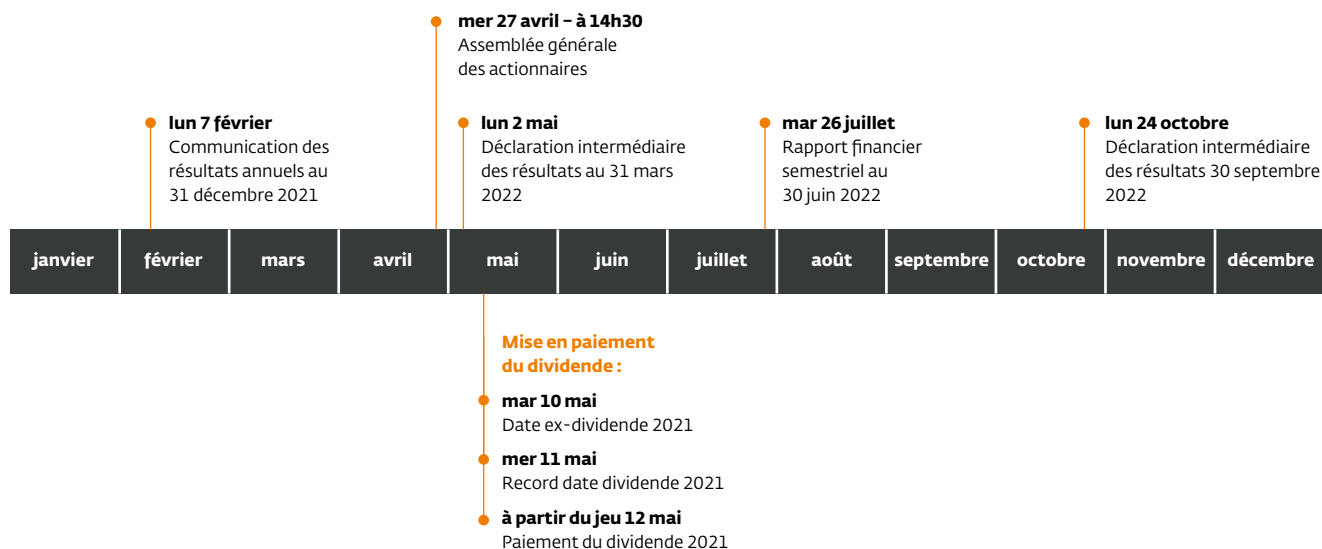 mer 27 avril – à 14h30
Assemblée générale
des actionnaires
lun 7 février
Communication des
résultats annuels au
31 décembre 2021
lun 2 mai
Déclaration intermédiaire
des résultats au 31 mars
2022
mar 26 juillet
Rapport financier
semestriel au
30 juin 2022
lun 24 octobre
Déclaration intermédiaire
des résultats 30 septembre
2022
janvier février mars avril mai juin juillet août septembre octobre novembre décembre
Mise en paiement
du dividende :
mar 10 mai
Date ex-dividende 2021
mer 11 mai
Record date dividende 2021
à partir du jeu 12 mai
Paiement du dividende 2021